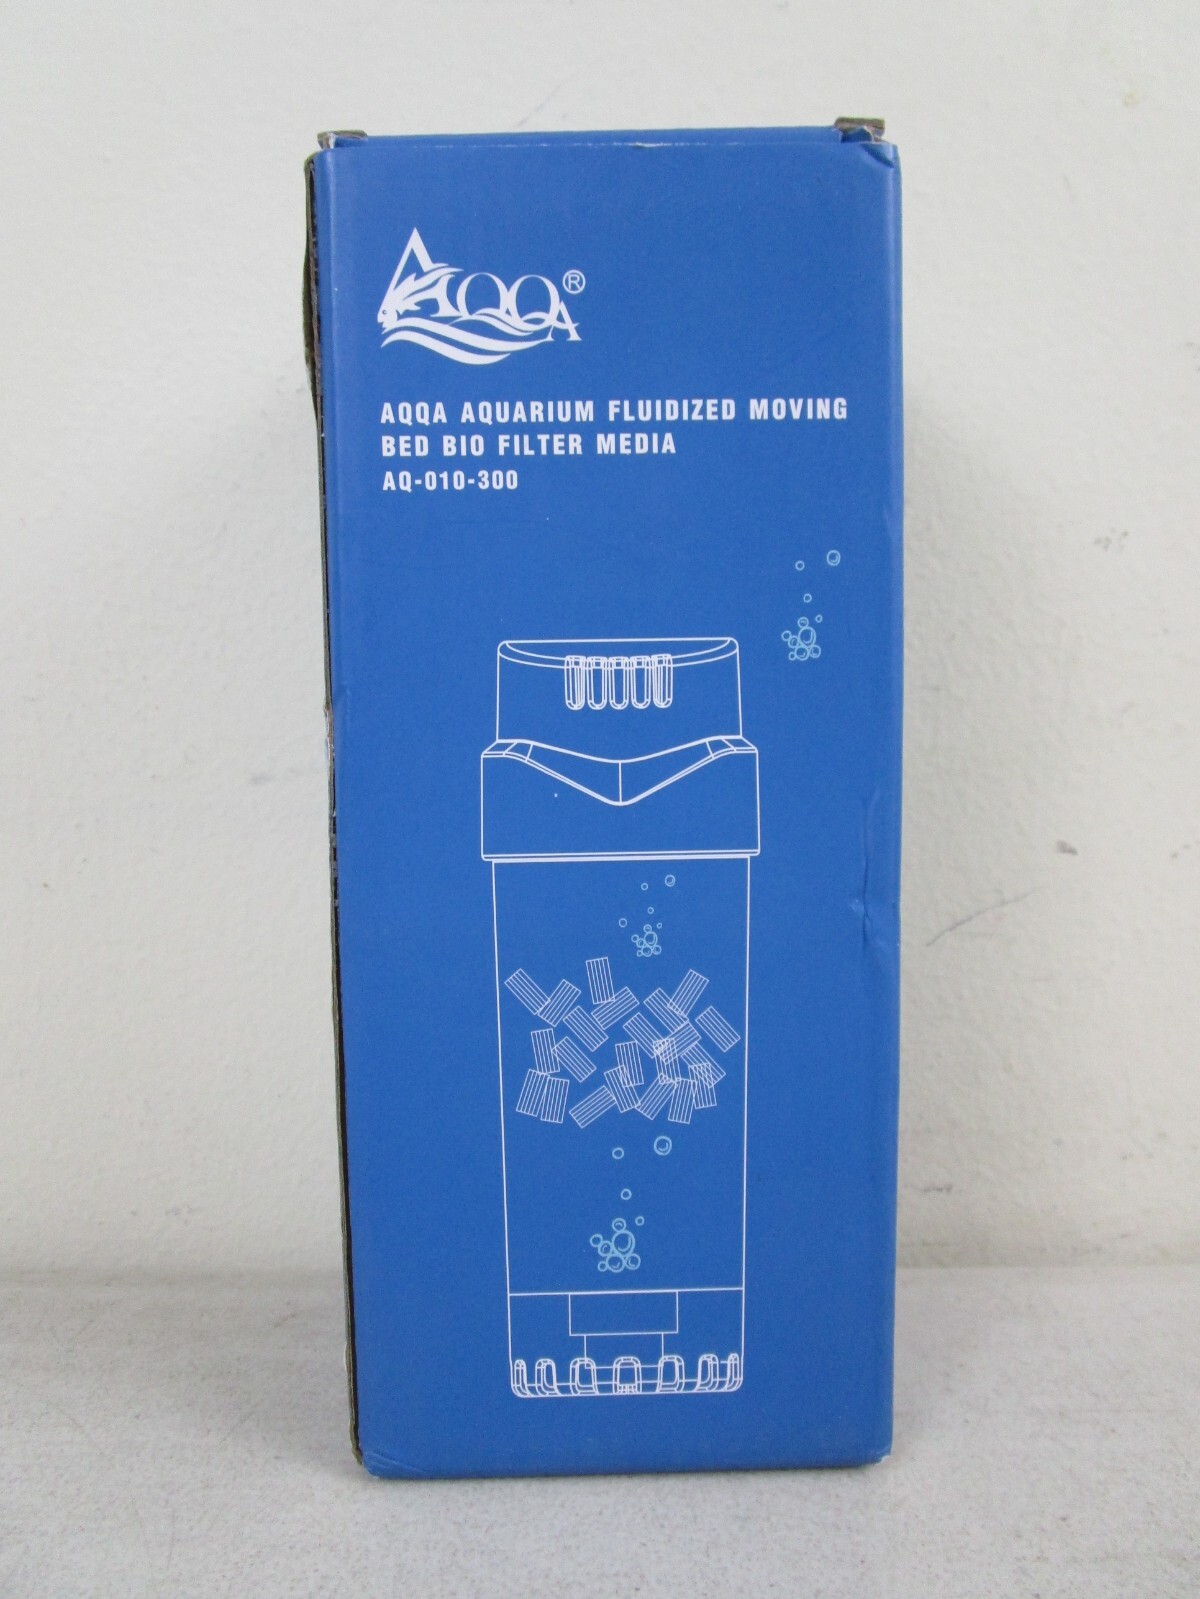 AQQA®
AQQA AQUARIUM FLUIDIZED MOVING
BED BIO FILTER MEDIA
AQ-010-300